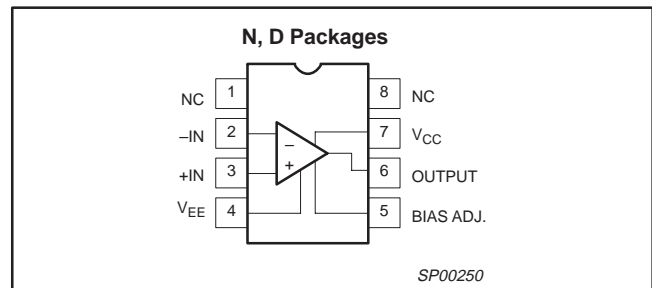 N, D Packages
NC 1 8 NC
–IN 2 – 7 VCC
+IN 3 + 6 OUTPUT
VEE 4 5 BIAS ADJ.
SP00250